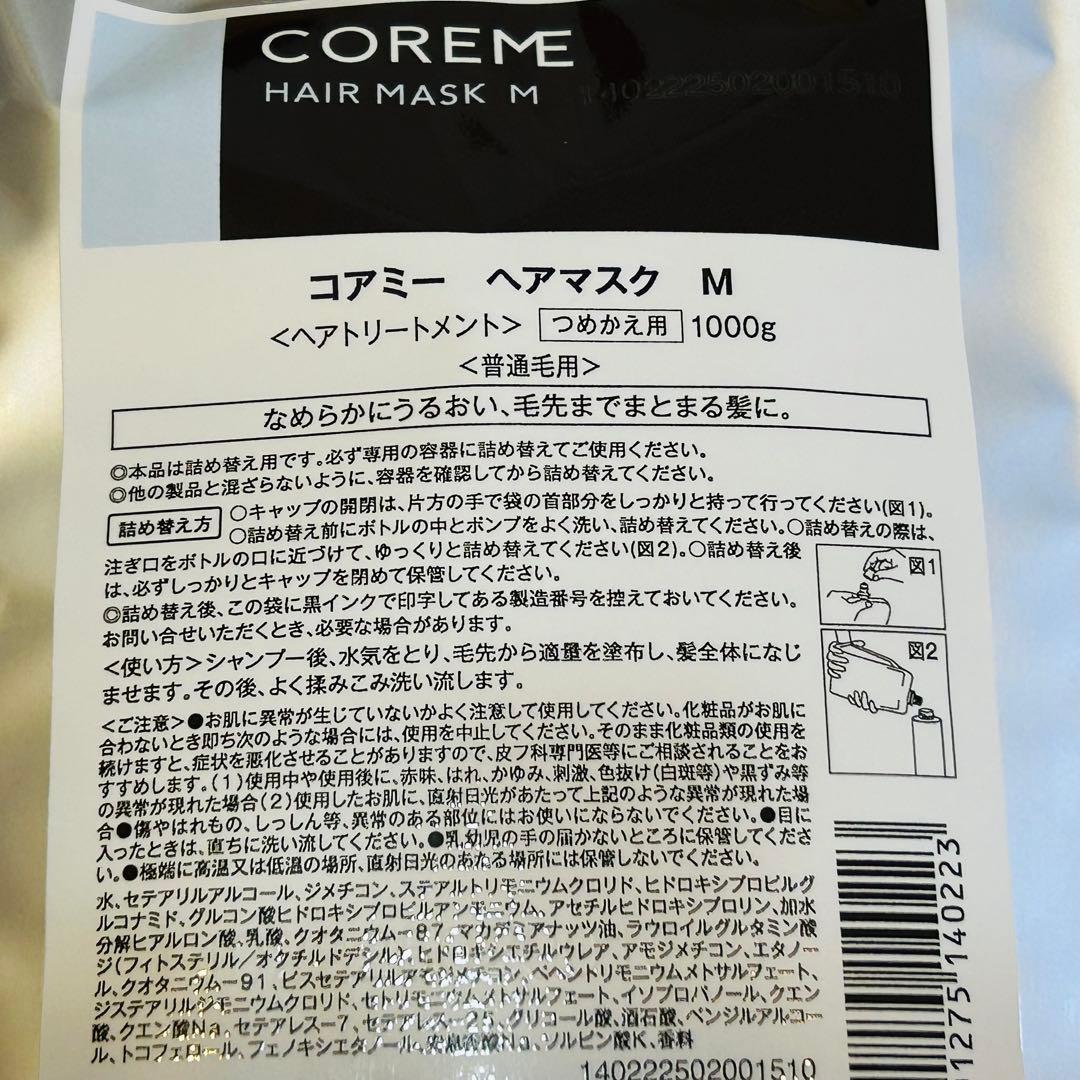 COREME
HAIR MASK M
140222502001510
コアミー ヘアマスク M
<ヘアトリートメント> つめかえ用 1000g
<普通毛用>
なめらかにうるおい、毛先までまとまる髪に。
◎本品は詰め替え用です。必ず専用の容器に詰め替えてご使用ください。
◎他の製品と混ざらないように、容器を確認してから詰め替えてください。
詰め替え方 ○キャップの開閉は、片方の手で袋の首部分をしっかりと持って行ってください(図1)。
○詰め替え前にボトルの中とポンプをよく洗い、詰め替えてください。○詰め替えの際は、
注ぎ口をボトルの口に近づけて、ゆっくりと詰め替えてください(図2)。○詰め替え後
は、必ずしっかりとキャップを閉めて保管してください。
◎詰め替え後、この袋に黒インクで印字してある製造番号を控えておいてください。
お問い合せいただくとき、必要な場合があります。
図1
図2
<使い方>シャンプー後、水気をとり、毛先から適量を塗布し、髪全体になじ
ませます。その後、よく揉みこみ洗い流します。
<ご注意>●お肌に異常が生じていないかよく注意して使用してください。化粧品がお肌に
合わないとき即ち次のような場合には、使用を中止してください。そのまま化粧品類の使用を
続けますと、症状を悪化させることがありますので、皮フ科専門医等にご相談されることをお
すすめします。(1)使用中や使用後に、赤味、はれ、かゆみ、刺激、色抜け(白斑等)や黒ずみ等
の異常が現れた場合(2)使用したお肌に、直射日光があたって上記のような異常が現れた場
合●傷やはれもの、しっしん等、異常のある部位にはお使いにならないでください。●目に
入ったときは、直ちに洗い流してください。●乳幼児の手の届かないところに保管してくださ
い。●極端に高温又は低温の場所、直射日光のあたる場所には保管しないでください。
水、セテアリルアルコール、ジメチコン、ステアルトリモニウムクロリド、ヒドロキシプロピルグ
ルコナミド、グルコン酸ヒドロキシプロピルアンモニウム、アセチルヒドロキシプロリン、加水
分解ヒアルロン酸、乳酸、クオタニウム－87、マカデミアナッツ油、ラウロイルグルタミン酸
ジ(フィトステリル/オクチルドデシル)、ヒドロキシエチルウレア、アモジメチコン、エタノー
ル、クオタニウム－91、ビスセテアリルアモジメチコン、ベヘントリモニウムメトサルフェート、
ジステアリルジモニウムクロリド、セトリモニウムメトサルフェート、イソプロパノール、クエン
酸、クエン酸Na、セテアレス－7、セテアレス－25、グリコール酸、酒石酸、ベンジルアルコー
ル、トコフェロール、フェノキシエタノール、安息香酸Na、ソルビン酸K、香料
140222502001510
1275 140223